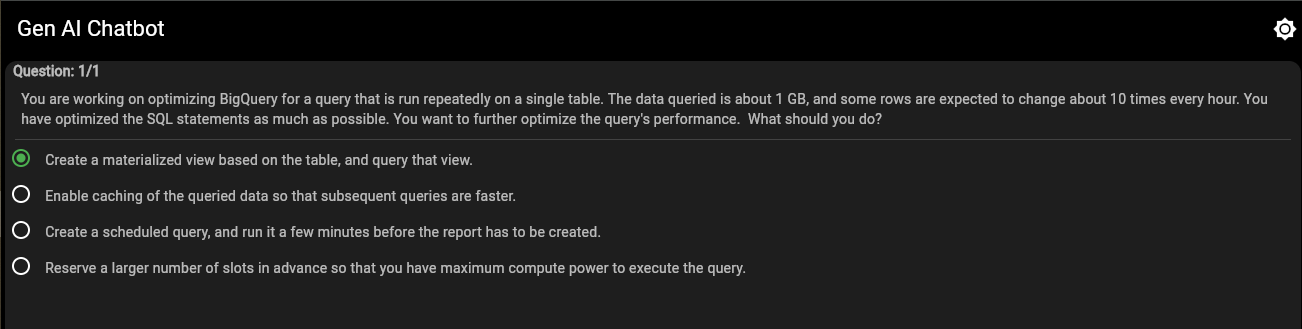 Gen AI Chatbot
Question: 1/1
You are working on optimizing BigQuery for a query that is run repeatedly on a single table. The data queried is about 1 GB, and some rows are expected to change about 10 times every hour. You
have optimized the SQL statements as much as possible. You want to further optimize the query's performance.  What should you do?
Create a materialized view based on the table, and query that view.
Enable caching of the queried data so that subsequent queries are faster.
Create a scheduled query, and run it a few minutes before the report has to be created.
Reserve a larger number of slots in advance so that you have maximum compute power to execute the query.